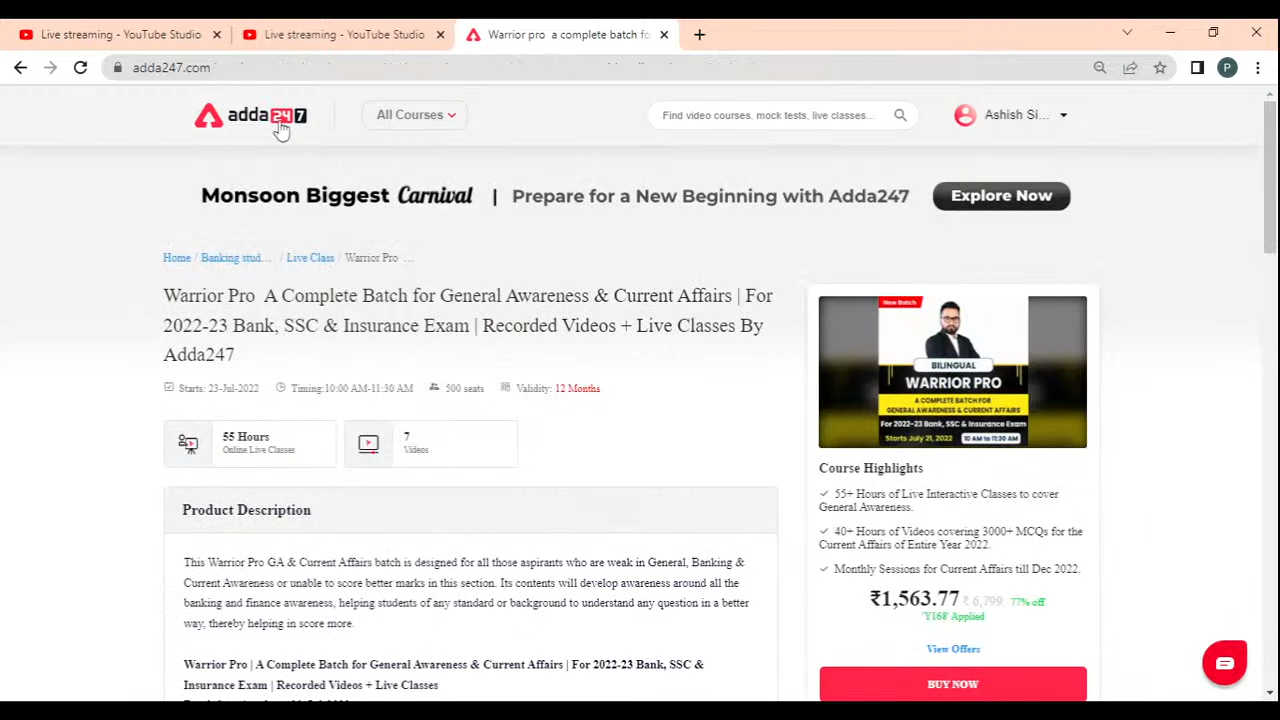 Live streaming - YouTube Studio
Live streaming - YouTube Studio
Warrior pro a complete batch fo
adda247.com
P
adda247
All Courses
Find video courses, mock tests, live classes...
Ashish Si...
Monsoon Biggest Carnival | Prepare for a New Beginning with Adda247
Explore Now
Home / Banking stud... / Live Class / Warrior Pro ...
Warrior Pro A Complete Batch for General Awareness & Current Affairs | For
2022-23 Bank, SSC & Insurance Exam | Recorded Videos + Live Classes By
Adda247
Starts: 23-Jul-2022 Timing:10:00 AM-11:30 AM 500 seats Validity: 12 Months
55 Hours
Online Live Classes
7
Videos
Product Description
This Warrior Pro GA & Current Affairs batch is designed for all those aspirants who are weak in General, Banking &
Current Awareness or unable to score better marks in this section. Its contents will develop awareness around all the
banking and finance awareness, helping students of any standard or background to understand any question in a better
way, thereby helping in score more.
Warrior Pro | A Complete Batch for General Awareness & Current Affairs | For 2022-23 Bank, SSC &
Insurance Exam | Recorded Videos + Live Classes
New Batch
BILINGUAL
WARRIOR PRO
A COMPLETE BATCH FOR
GENERAL AWARENESS & CURRENT AFFAIRS
For 2022-23 Bank, SSC & Insurance Exam
Starts July 21, 2022 10 AM to 11:30 AM
Course Highlights
✓ 55+ Hours of Live Interactive Classes to cover
General Awareness.
✓ 40+ Hours of Videos covering 3000+ MCQs for the
Current Affairs of Entire Year 2022.
✓ Monthly Sessions for Current Affairs till Dec 2022.
₹1,563.77 ₹ 6,799 77% off
'Y168' Applied
View Offers
BUY NOW